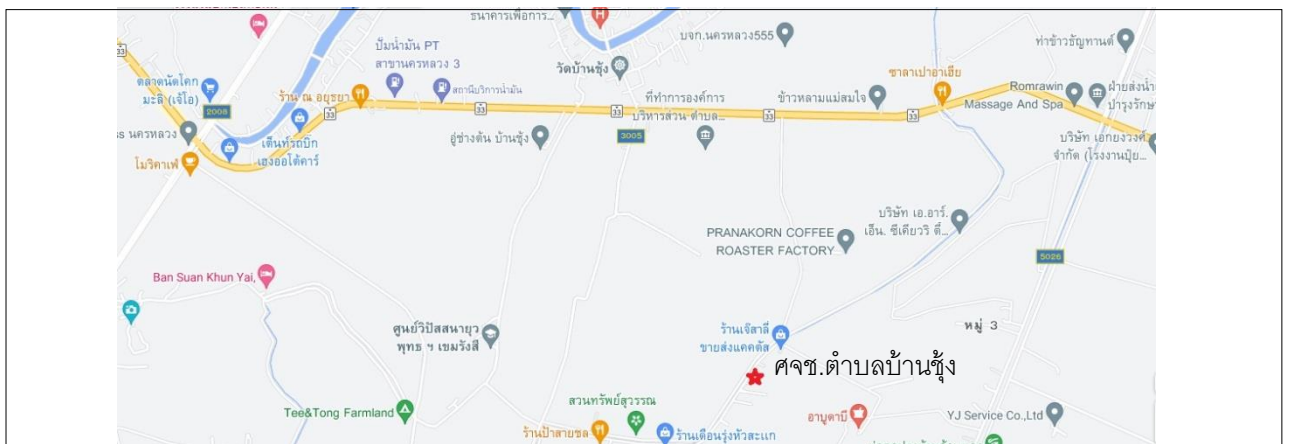 ธนาคารเพื่อการ...
H
บจก.นครหลวง555
ท่าข้าวธัญทานต์
33
ปั๊มน้ำมัน PT
สาขานครหลวง 3
วัดบ้านชุ้ง
ตลาดนัดโคก
มะลิ (เจ๊โอ)
ร้าน ณ อยุธยา
สถานีบริการน้ำมัน
ที่ทำการองค์การ
บริหารส่วน ตำบล...
ข้าวหลามแม่สมใจ
ซาลาเปาอาเฮีย
Romrawin
Massage And Spa
ฝ่ายส่งน้ำ
บำรุงรักษา
2008
33
33
33
33
33
นครหลวง
เต็นท์รถบิ๊ก
เฮงออโต้คาร์
อู่ช่างต้น บ้านชุ้ง
3005
บริษัท เอกยงวงศ์
จำกัด (โรงงานปุ๋ย...
โมริคาเฟ่
บริษัท เอ.อาร์.
เอ็น. ซีเคียวริ ตี้...
PRANAKORN COFFEE
ROASTER FACTORY
5026
Ban Suan Khun Yai,
ศูนย์วิปัสสนายุว
พุทธ ฯ เขมรังสี
ร้านเจ๊สาลี่
ขายส่งแคคตัส
หมู่ 3
ศจช.ตำบลบ้านชุ้ง
Tee&Tong Farmland
สวนทรัพย์สุวรรณ
อาบูดาบี
YJ Service Co.,Ltd
ร้านป้าสายชล
ร้านเดือนรุ่งหัวสะแก